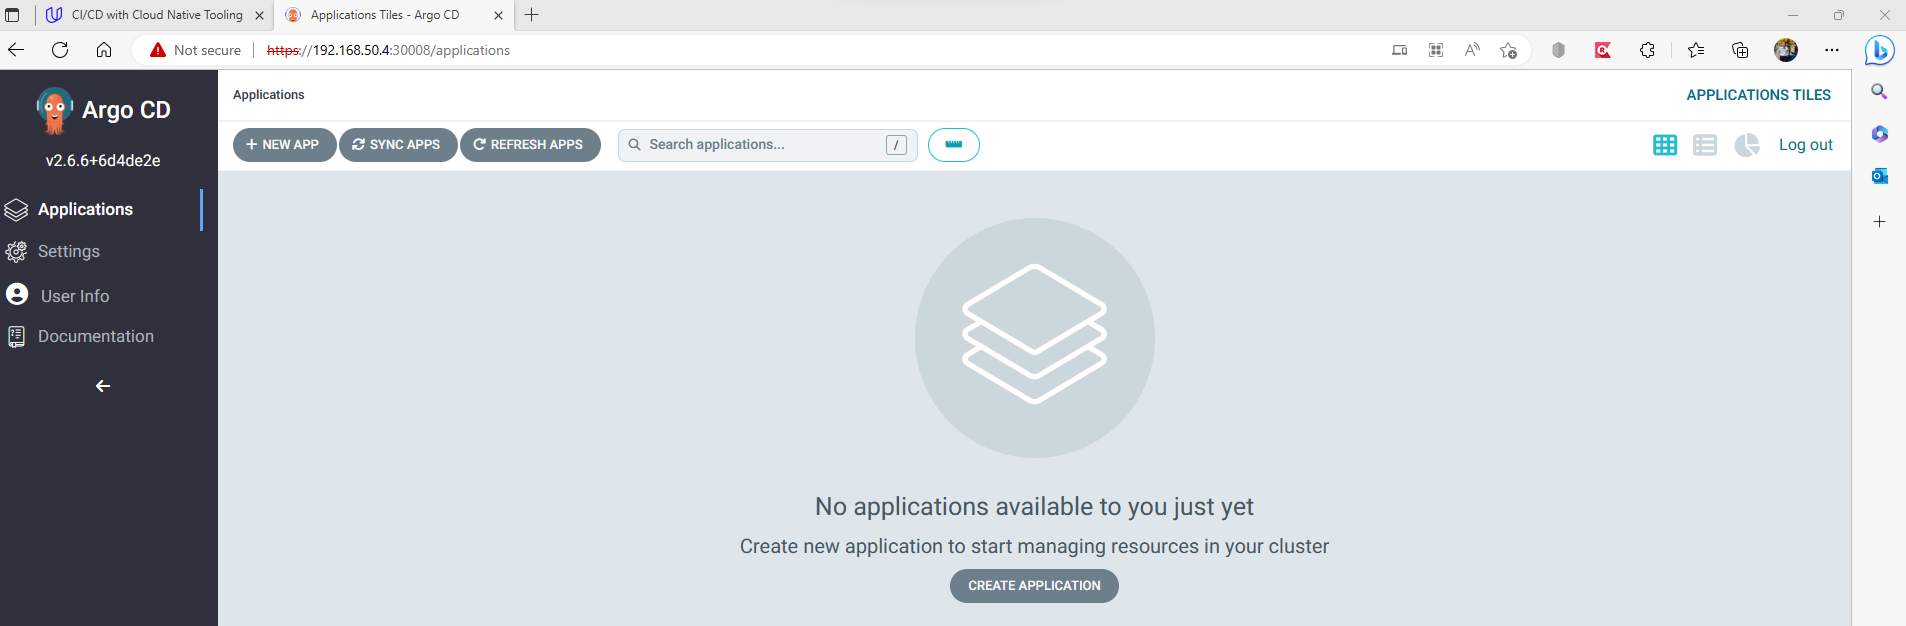 CI/CD with Cloud Native Tooling
Applications Tiles - Argo CD
Not secure
https://192.168.50.4:30008/applications
Argo CD
v2.6.6+6d4de2e
Applications
Settings
User Info
Documentation
Applications
APPLICATIONS TILES
+ NEW APP
SYNC APPS
REFRESH APPS
Search applications...
/
Log out
No applications available to you just yet
Create new application to start managing resources in your cluster
CREATE APPLICATION